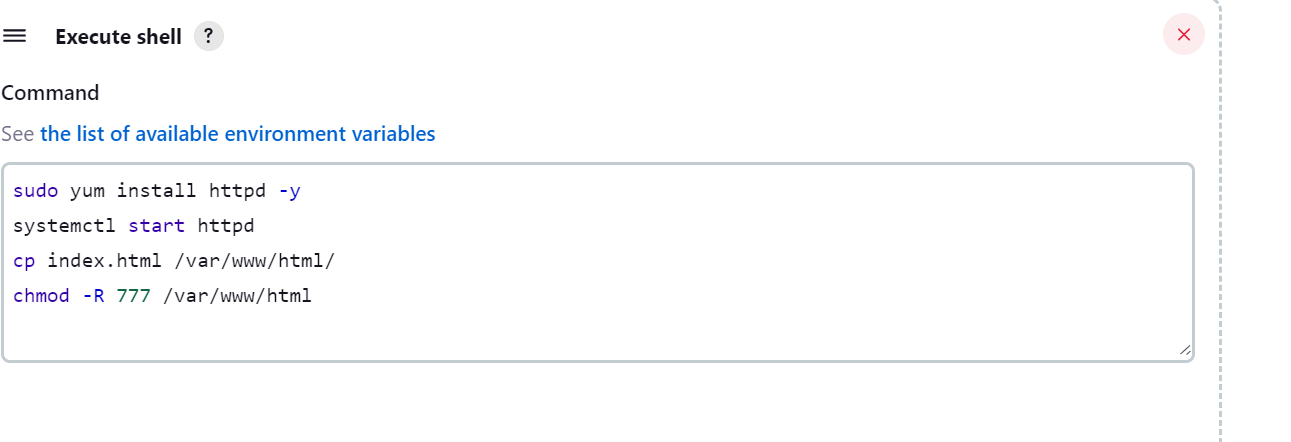 Execute shell ?
Command
See the list of available environment variables
sudo yum install httpd -y
systemctl start httpd
cp index.html /var/www/html/
chmod -R 777 /var/www/html